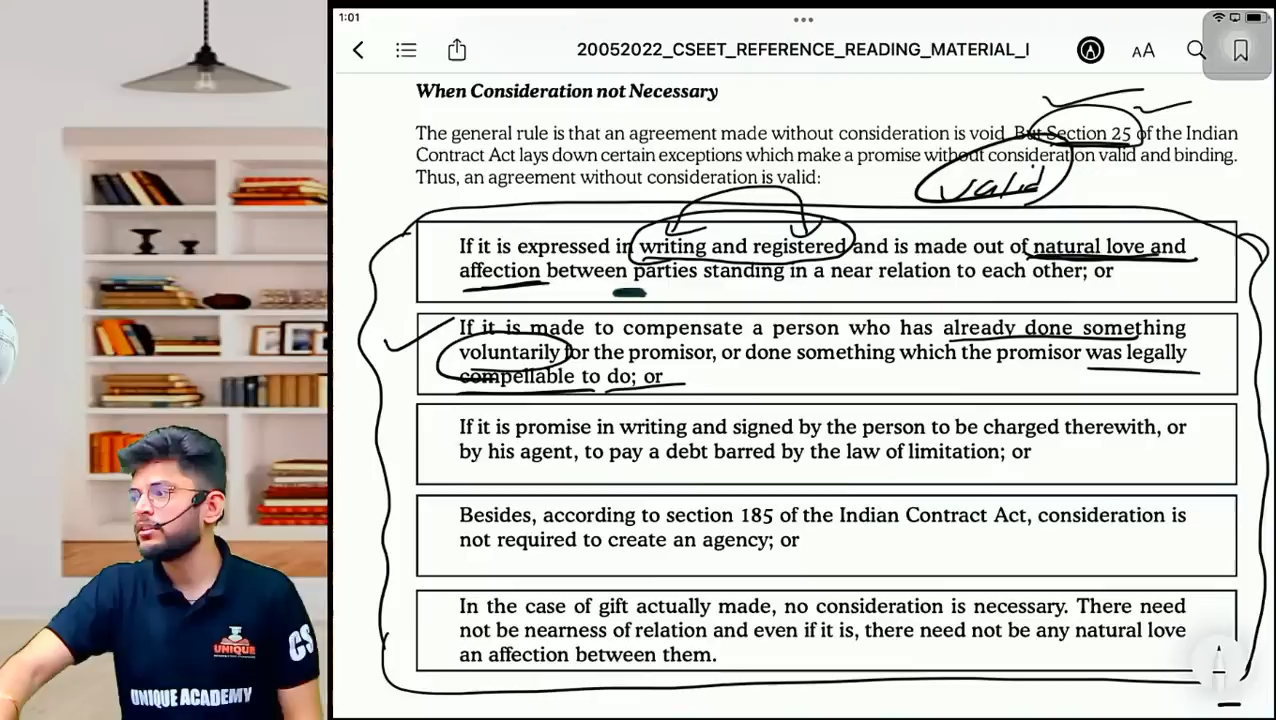 1:01
20052022_CSEET_REFERENCE_READING_MATERIAL_I
AA
When Consideration not Necessary
The general rule is that an agreement made without consideration is void. But Section 25 of the Indian
Contract Act lays down certain exceptions which make a promise without consideration valid and binding.
Thus, an agreement without consideration is valid:
valid
If it is expressed in writing and registered and is made out of natural love and
affection between parties standing in a near relation to each other; or
If it is made to compensate a person who has already done something
voluntarily for the promisor, or done something which the promisor was legally
compellable to do; or
If it is promise in writing and signed by the person to be charged therewith, or
by his agent, to pay a debt barred by the law of limitation; or
Besides, according to section 185 of the Indian Contract Act, consideration is
not required to create an agency; or
In the case of gift actually made, no consideration is necessary. There need
not be nearness of relation and even if it is, there need not be any natural love
an affection between them.
UNIQUE
CS
UNIQUE ACADEMY